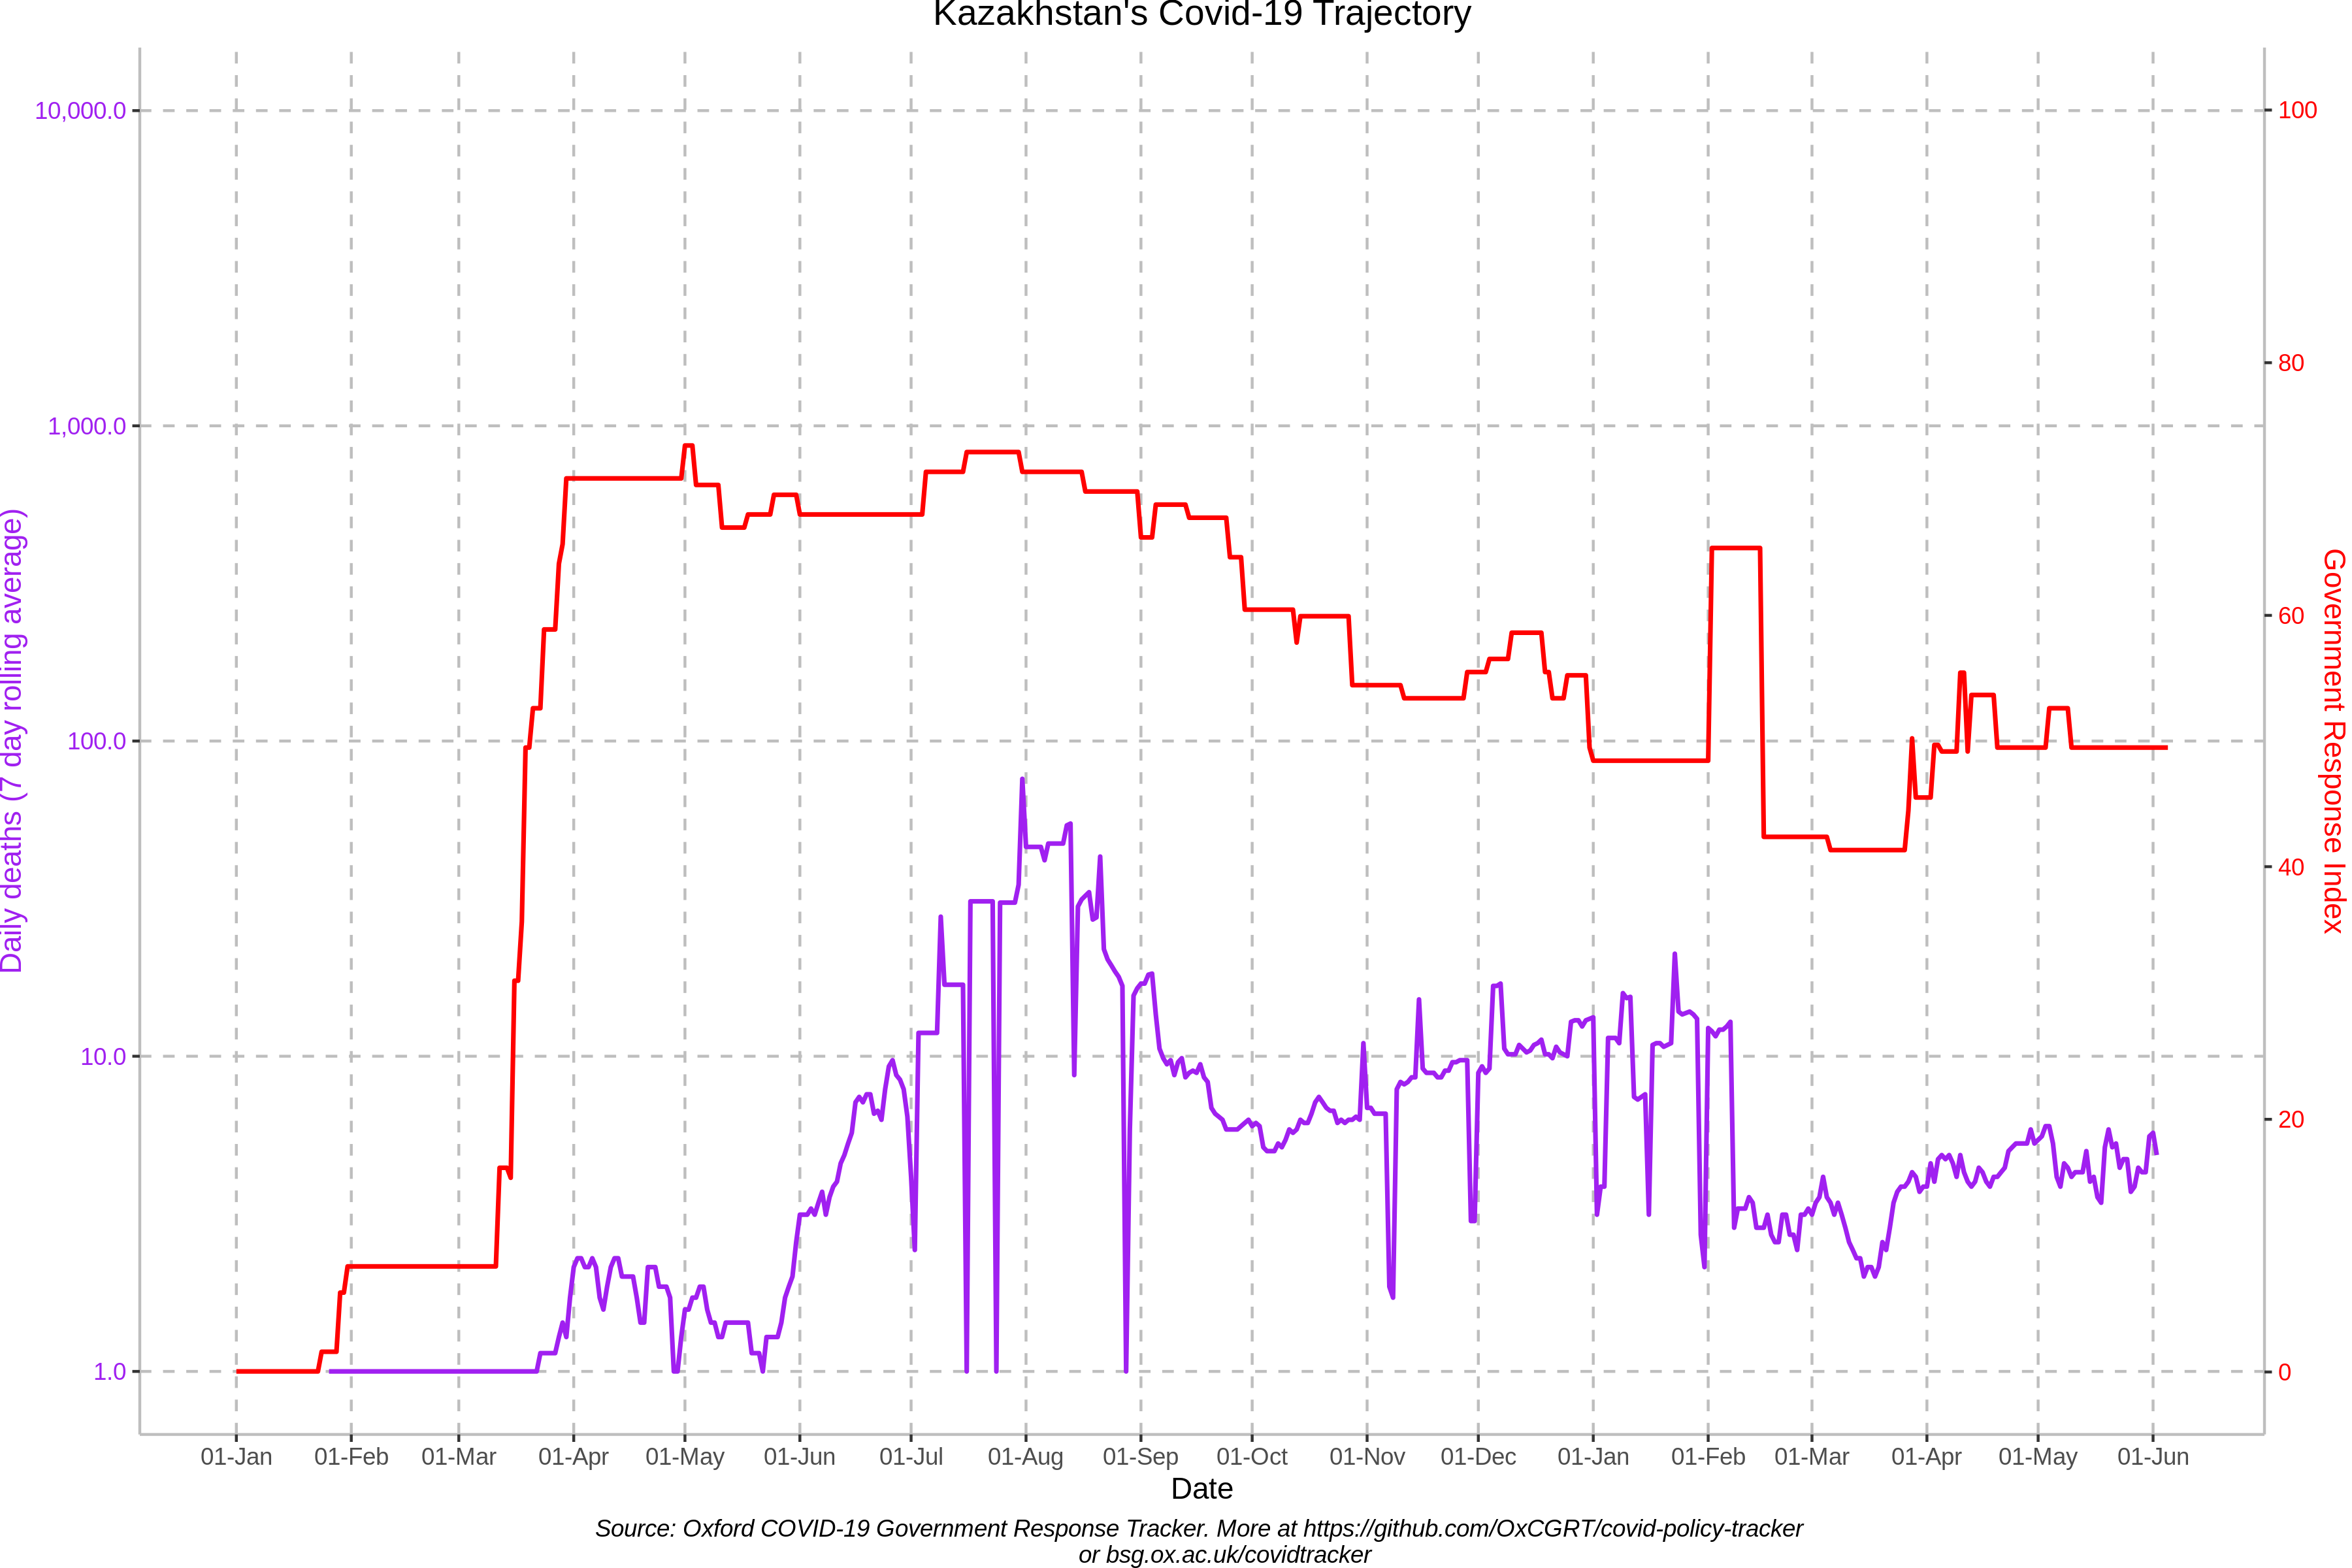 Kazakhstan's Covid-19 Trajectory
Daily deaths (7 day rolling average)
10,000.0
1,000.0
100.0
10.0
1.0
Government Response Index
100
80
60
40
20
0
01-Jan 01-Feb 01-Mar 01-Apr 01-May 01-Jun 01-Jul 01-Aug 01-Sep 01-Oct 01-Nov 01-Dec 01-Jan 01-Feb 01-Mar 01-Apr 01-May 01-Jun
Date
Source: Oxford COVID-19 Government Response Tracker. More at https://github.com/OxCGRT/covid-policy-tracker
or bsg.ox.ac.uk/covidtracker